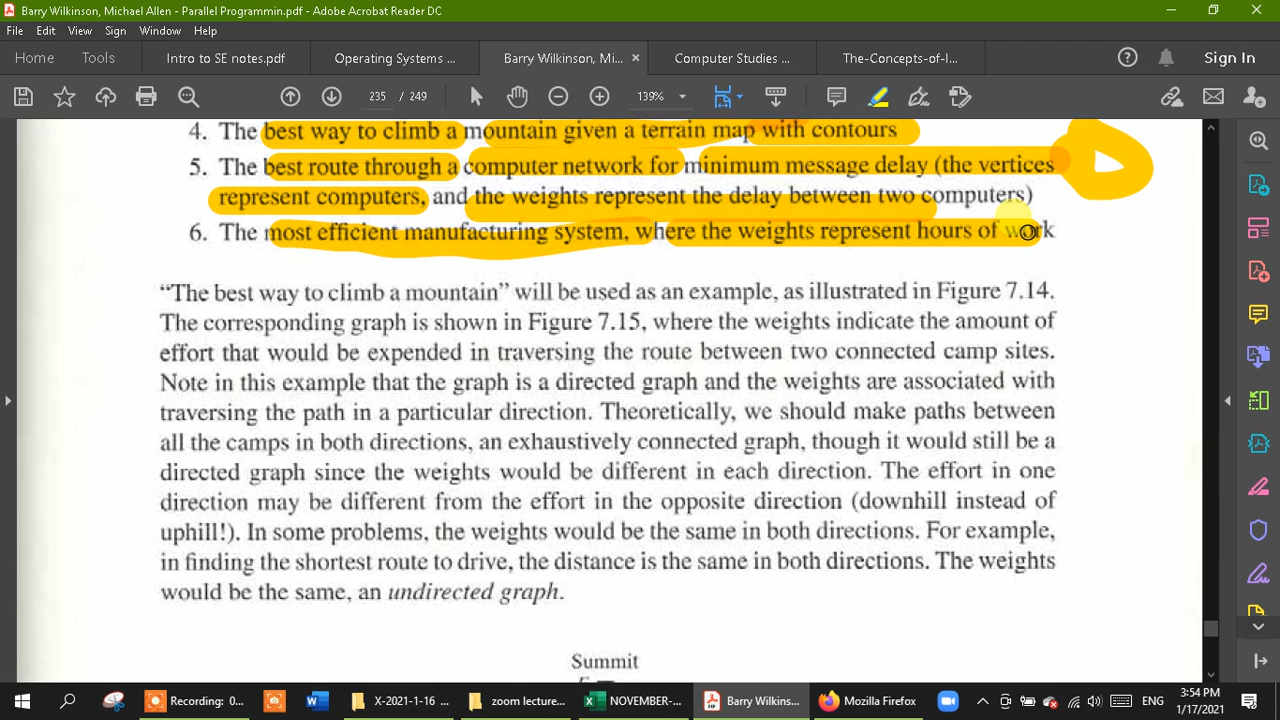 Barry Wilkinson, Michael Allen - Parallel Programmin.pdf - Adobe Acrobat Reader DC
File Edit View Sign Window Help
Home Tools Intro to SE notes.pdf Operating Systems ... Barry Wilkinson, Mi... × Computer Studies ... The-Concepts-of-I... Sign In
235 / 249 139%
4. The best way to climb a mountain given a terrain map with contours
5. The best route through a computer network for minimum message delay (the vertices
represent computers, and the weights represent the delay between two computers)
6. The most efficient manufacturing system, where the weights represent hours of work
“The best way to climb a mountain” will be used as an example, as illustrated in Figure 7.14.
The corresponding graph is shown in Figure 7.15, where the weights indicate the amount of
effort that would be expended in traversing the route between two connected camp sites.
Note in this example that the graph is a directed graph and the weights are associated with
traversing the path in a particular direction. Theoretically, we should make paths between
all the camps in both directions, an exhaustively connected graph, though it would still be a
directed graph since the weights would be different in each direction. The effort in one
direction may be different from the effort in the opposite direction (downhill instead of
uphill!). In some problems, the weights would be the same in both directions. For example,
in finding the shortest route to drive, the distance is the same in both directions. The weights
would be the same, an undirected graph.
Summit
Recording: 0... X-2021-1-16 ... zoom lecture... NOVEMBER-... Barry Wilkins... Mozilla Firefox ENG 3:54 PM
1/17/2021